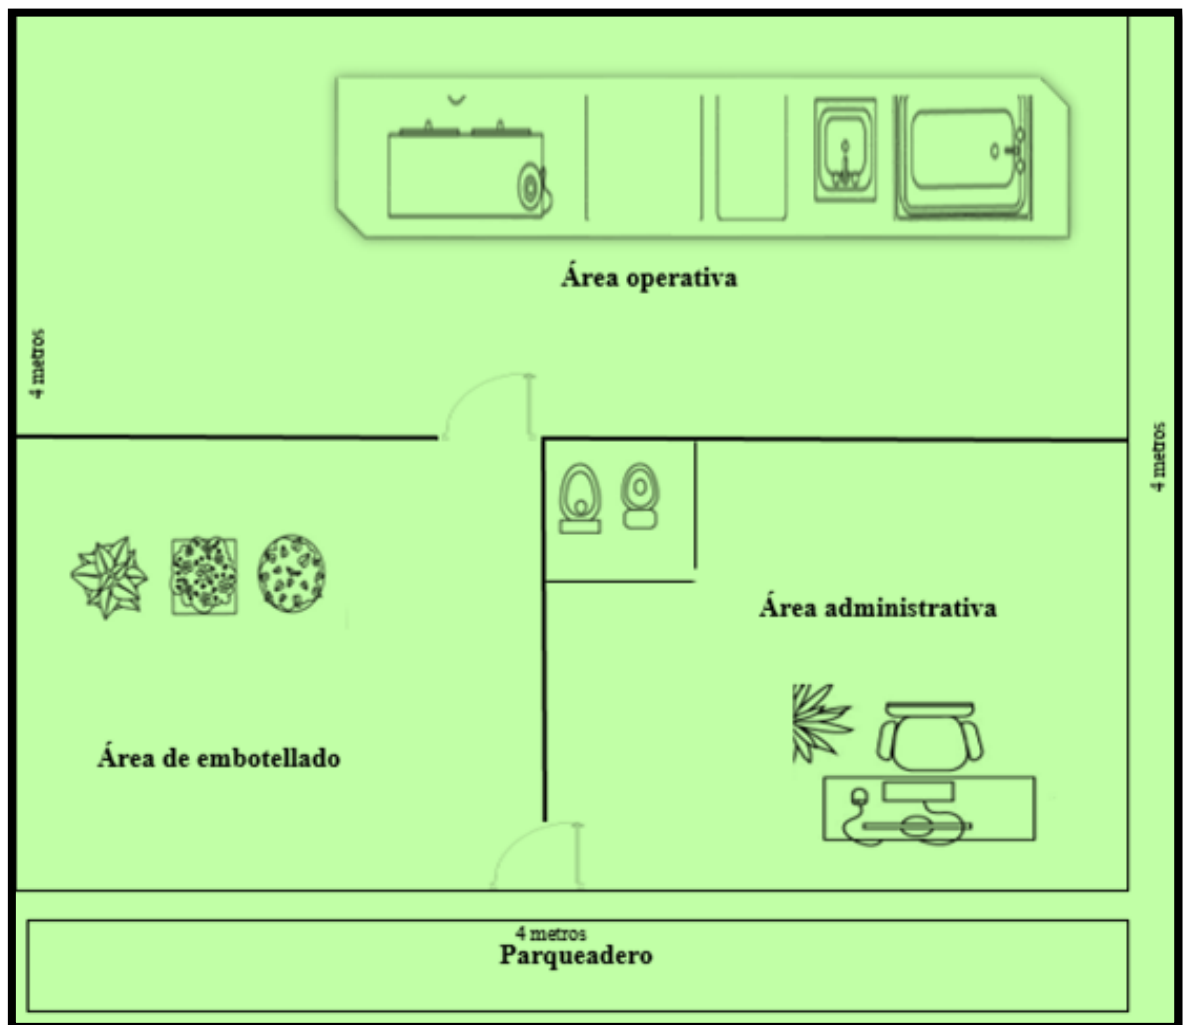 Área operativa
4 metros
4 metros
Área administrativa
Área de embotellado
4 metros
Parqueadero